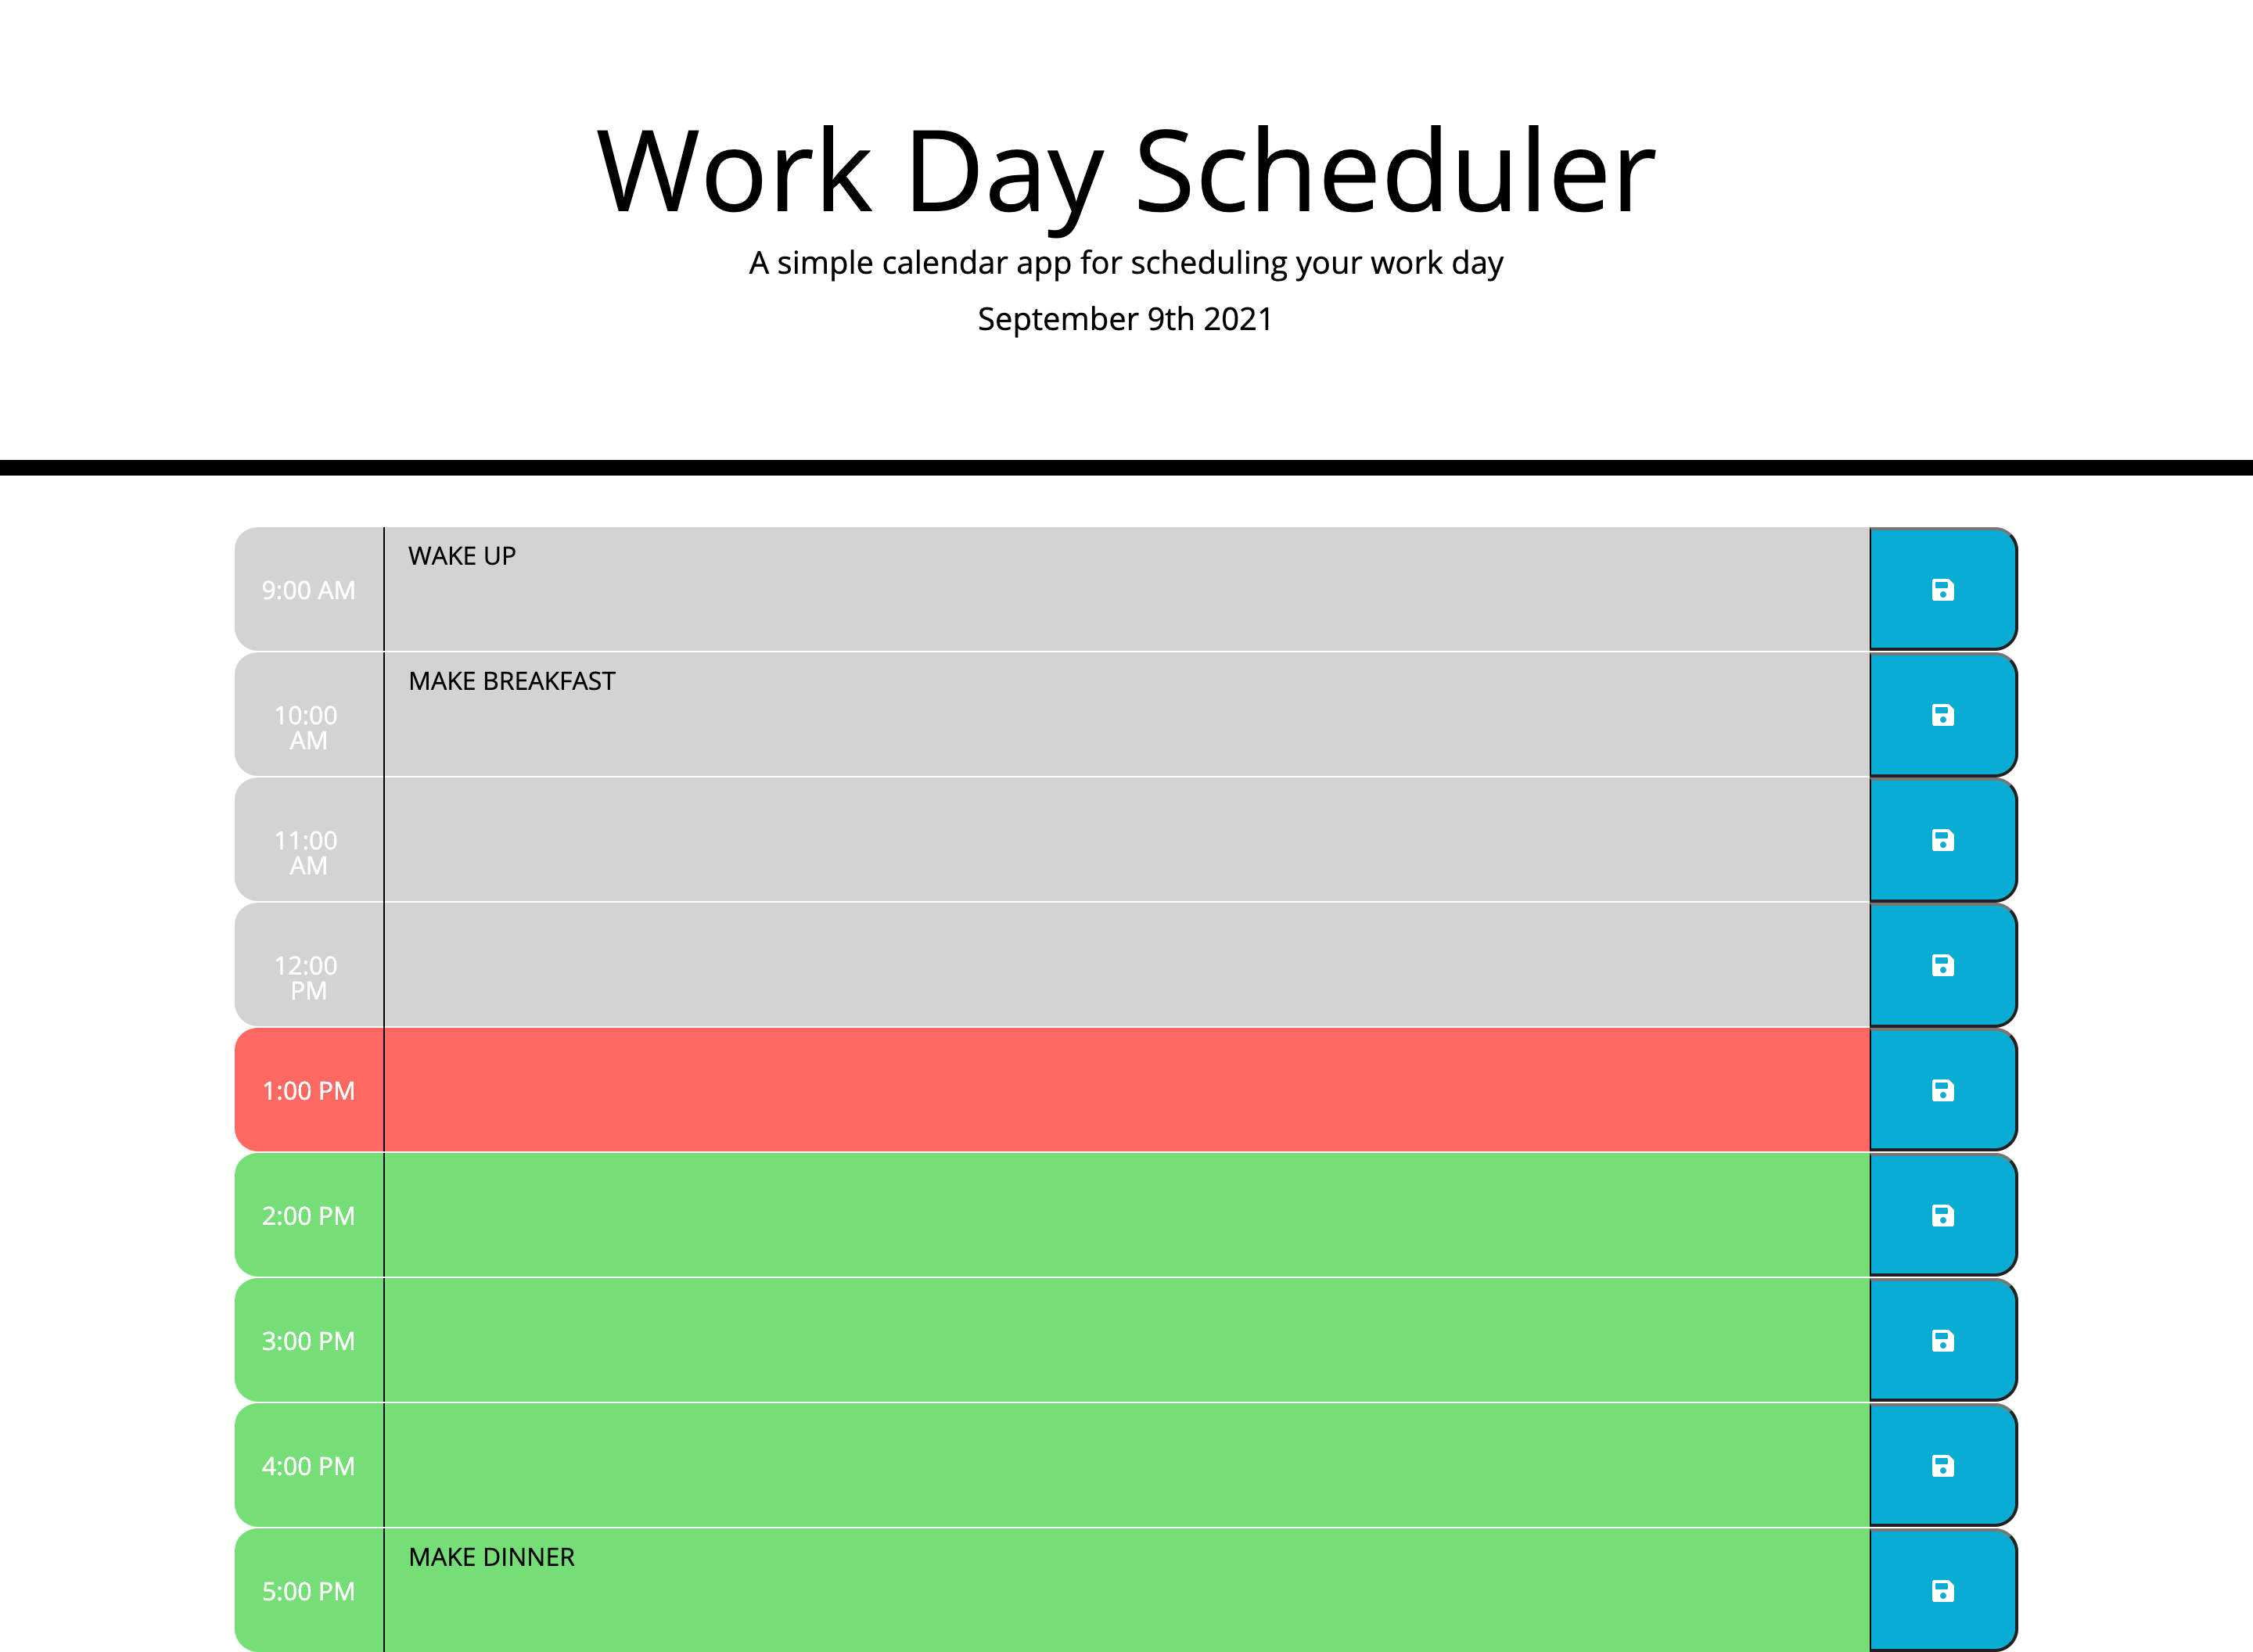 Work Day Scheduler
A simple calendar app for scheduling your work day
September 9th 2021
9:00 AM
WAKE UP
10:00
AM
MAKE BREAKFAST
11:00
AM
12:00
PM
1:00 PM
2:00 PM
3:00 PM
4:00 PM
5:00 PM
MAKE DINNER